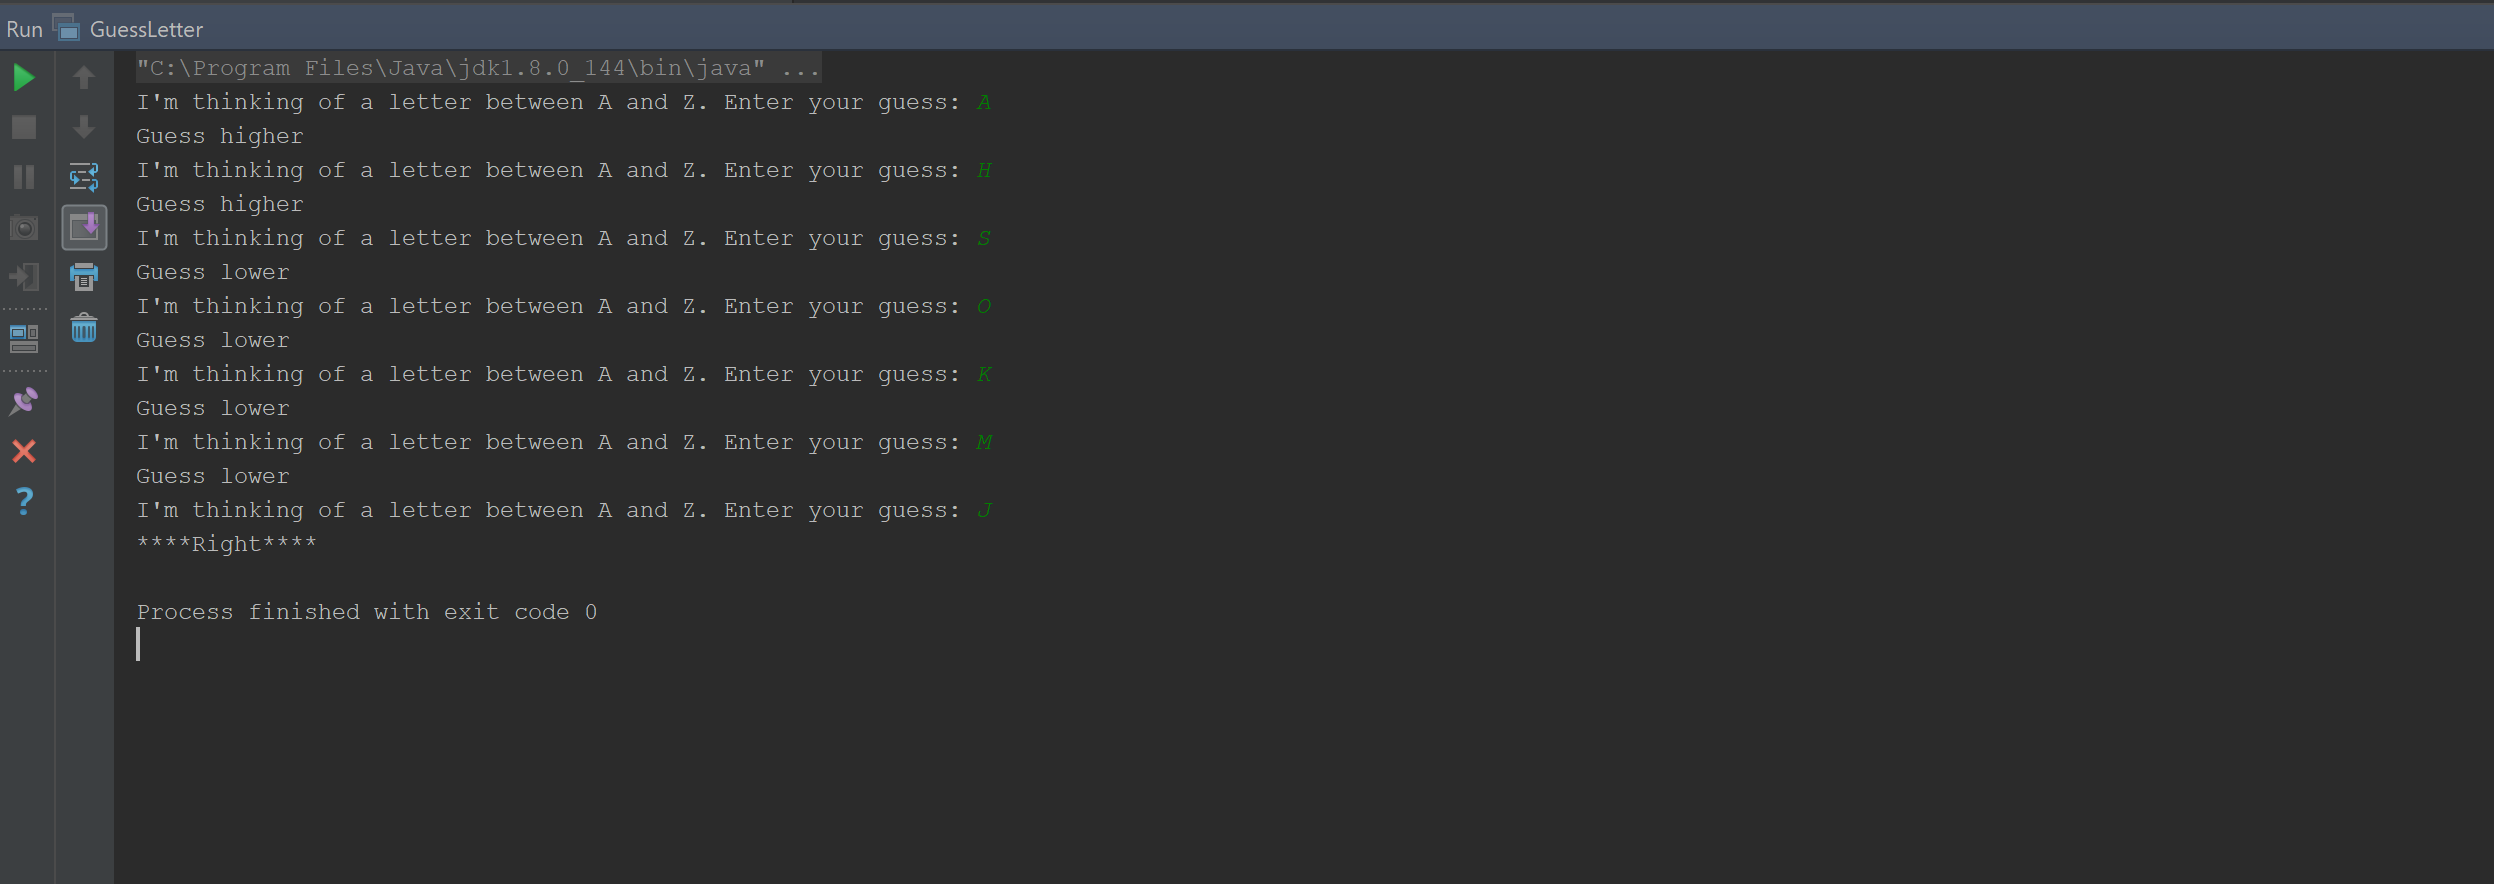 Run GuessLetter
"C:\Program Files\Java\jdk1.8.0_144\bin\java" ...
I'm thinking of a letter between A and Z. Enter your guess: A
Guess higher
I'm thinking of a letter between A and Z. Enter your guess: H
Guess higher
I'm thinking of a letter between A and Z. Enter your guess: S
Guess lower
I'm thinking of a letter between A and Z. Enter your guess: O
Guess lower
I'm thinking of a letter between A and Z. Enter your guess: K
Guess lower
I'm thinking of a letter between A and Z. Enter your guess: M
Guess lower
I'm thinking of a letter between A and Z. Enter your guess: J
****Right****
Process finished with exit code 0